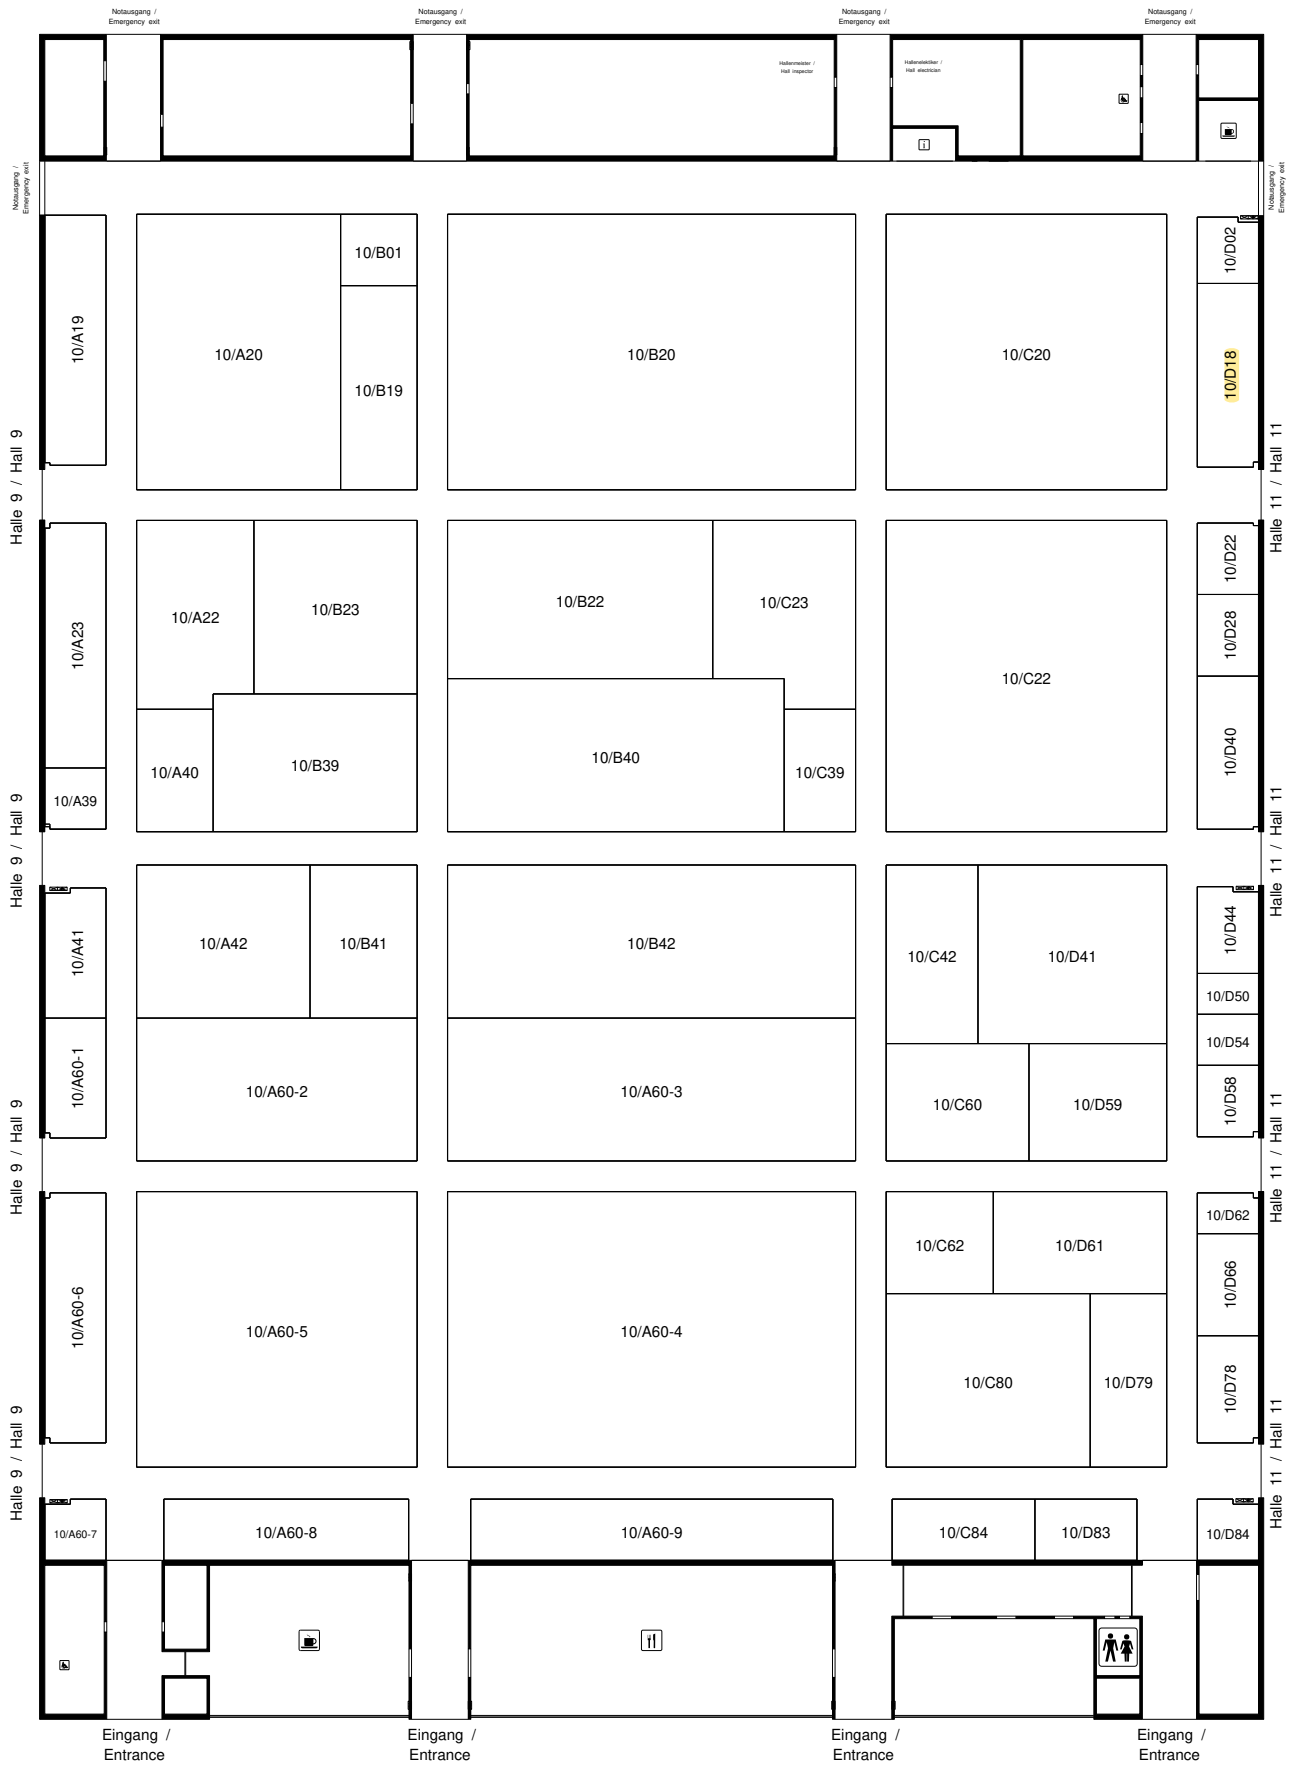 Notausgang /
Emergency exit
Notausgang /
Emergency exit
Notausgang /
Emergency exit
Notausgang /
Emergency exit
Hallenmeister /
Hall inspector
Hallenelektriker /
Hall electrician
i
Notausgang /
Emergency exit
Notausgang /
Emergency exit
10/A19
10/A20
10/B01
10/B19
10/B20
10/C20
10/D02
10/D18
Halle 9 / Hall 9
Halle 11 / Hall 11
10/A23
10/A39
10/A22
10/B23
10/A40
10/B39
10/B22
10/C23
10/B40
10/C39
10/C22
10/D22
10/D28
10/D40
Halle 9 / Hall 9
Halle 11 / Hall 11
10/A41
10/A60-1
10/A42
10/B41
10/A60-2
10/B42
10/A60-3
10/C42
10/D41
10/C60
10/D59
10/D44
10/D50
10/D54
10/D58
Halle 9 / Hall 9
Halle 11 / Hall 11
10/A60-6
10/A60-5
10/A60-4
10/C62
10/D61
10/C80
10/D79
10/D62
10/D66
10/D78
Halle 9 / Hall 9
Halle 11 / Hall 11
10/A60-7
10/A60-8
10/A60-9
10/C84
10/D83
10/D84
Eingang /
Entrance
Eingang /
Entrance
Eingang /
Entrance
Eingang /
Entrance